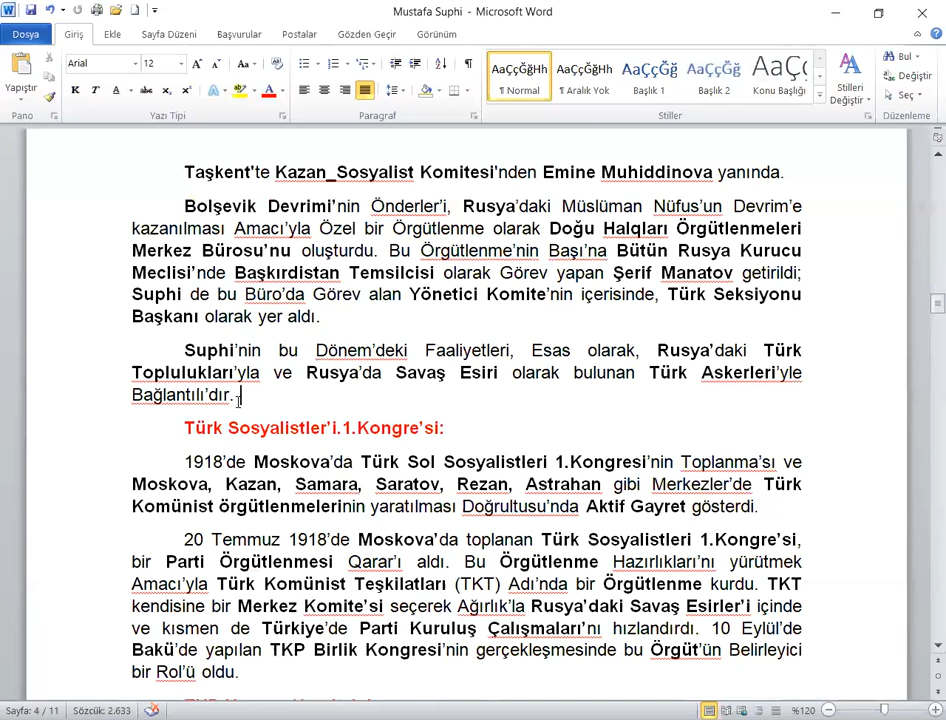 Mustafa Suphi - Microsoft Word
Dosya Giriş Ekle Sayfa Düzeni Başvurular Postalar Gözden Geçir Görünüm
Yapıştır
Arial 12
AaÇçĞğHh AaÇçĞğHh AaÇçĞğ AaÇçĞğ AaÇç
¶ Normal ¶ Aralık Yok Başlık 1 Başlık 2 Konu Başlığı
Stilleri Değiştir
Bul
Değiştir
Seç
Pano Yazı Tipi Paragraf Stiller Düzenleme
Taşkent'te Kazan_Sosyalist Komitesi'nden Emine Muhiddinova yanında.
Bolşevik Devrimi'nin Önderler'i, Rusya'daki Müslüman Nüfus'un Devrim'e
kazanılması Amacı'yla Özel bir Örgütlenme olarak Doğu Halqları Örgütlenmeleri
Merkez Bürosu'nu oluşturdu. Bu Örgütlenme'nin Başı'na Bütün Rusya Kurucu
Meclisi'nde Başkırdistan Temsilcisi olarak Görev yapan Şerif Manatov getirildi;
Suphi de bu Büro'da Görev alan Yönetici Komite'nin içerisinde, Türk Seksiyonu
Başkanı olarak yer aldı.
Suphi'nin bu Dönem'deki Faaliyetleri, Esas olarak, Rusya'daki Türk
Toplulukları'yla ve Rusya'da Savaş Esiri olarak bulunan Türk Askerleri'yle
Bağlantılı'dır.
Türk Sosyalistler'i.1.Kongre'si:
1918'de Moskova'da Türk Sol Sosyalistleri 1.Kongresi'nin Toplanma'sı ve
Moskova, Kazan, Samara, Saratov, Rezan, Astrahan gibi Merkezler'de Türk
Komünist örgütlenmelerinin yaratılması Doğrultusu'nda Aktif Gayret gösterdi.
20 Temmuz 1918'de Moskova'da toplanan Türk Sosyalistleri 1.Kongre'si,
bir Parti Örgütlenmesi Qarar'ı aldı. Bu Örgütlenme Hazırlıkları'nı yürütmek
Amacı'yla Türk Komünist Teşkilatları (TKT) Adı'nda bir Örgütlenme kurdu. TKT
kendisine bir Merkez Komite'si seçerek Ağırlık'la Rusya'daki Savaş Esirler'i içinde
ve kısmen de Türkiye'de Parti Kuruluş Çalışmaları'nı hızlandırdı. 10 Eylül'de
Bakü'de yapılan TKP Birlik Kongresi'nin gerçekleşmesinde bu Örgüt'ün Belirleyici
bir Rol'ü oldu.
Sayfa: 4 / 11 Sözcük: 2.633 %120